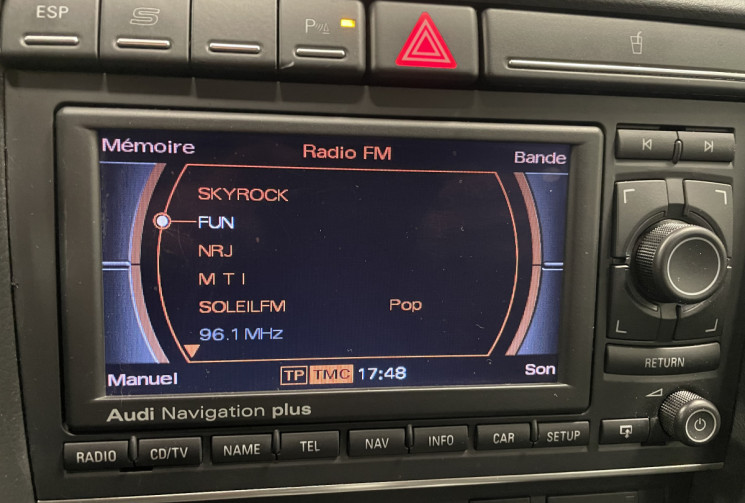 ESP
S
P
Mémoire
Radio FM
Bande
SKYROCK
FUN
NRJ
M T I
SOLEILFM Pop
96.1 MHz
Manuel
TP TMC 17:48
Son
RETURN
Audi Navigation plus
RADIO
CD/TV
NAME
TEL
NAV
INFO
CAR
SETUP